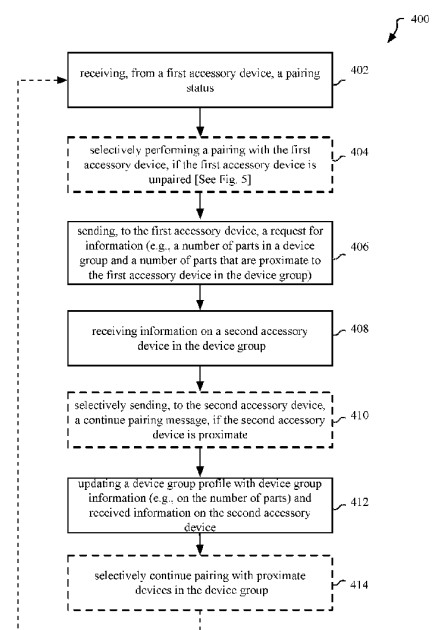 400
receiving, from a first accessory device, a pairing
status
402
selectively performing a pairing with the first
accessory device, if the first accessory device is
unpaired [See Fig. 5]
404
sending, to the first accessory device, a request for
information (e.g., a number of parts in a device
group and a number of parts that are proximate to
the first accessory device in the device group)
406
receiving information on a second accessory
device in the device group
408
selectively sending, to the second accessory device,
a continue pairing message, if the second accessory
device is proximate
410
updating a device group profile with device group
information (e.g., on the number of parts) and
received information on the second accessory
device
412
selectively continue pairing with proximate
devices in the device group
414